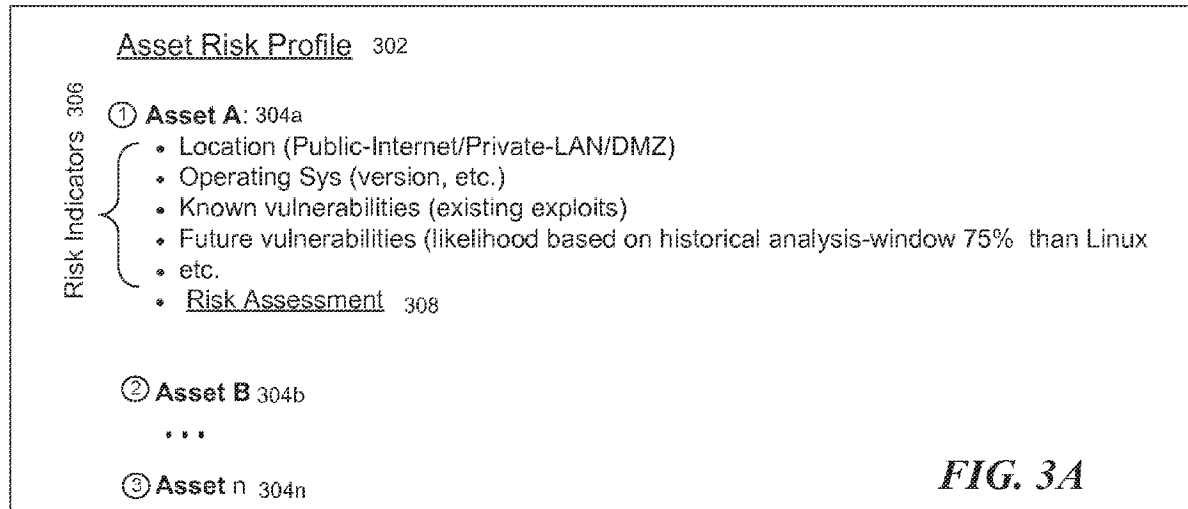 Asset Risk Profile 302
Risk Indicators 306
① Asset A: 304a
• Location (Public-Internet/Private-LAN/DMZ)
• Operating Sys (version, etc.)
• Known vulnerabilities (existing exploits)
• Future vulnerabilities (likelihood based on historical analysis-window 75% than Linux
• etc.
• Risk Assessment 308
② Asset B 304b
• • •
③ Asset n 304n
FIG. 3A